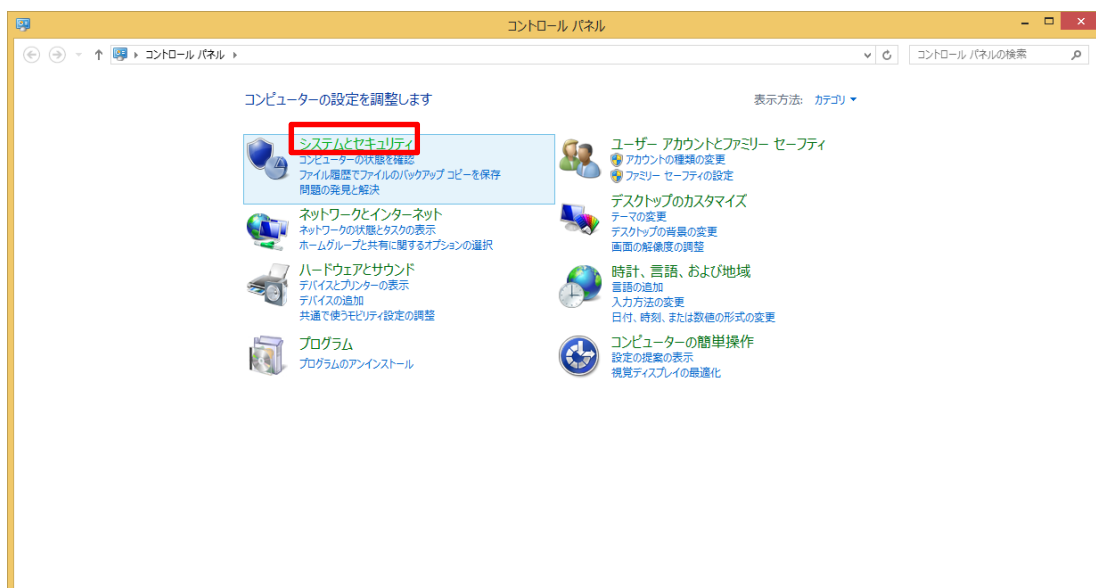 コントロール パネル
コントロール パネル
コントロール パネルの検索
コンピューターの設定を調整します
表示方法: カテゴリ
システムとセキュリティ
コンピューターの状態を確認
ファイル履歴でファイルのバックアップ コピーを保存
問題の発見と解決
ネットワークとインターネット
ネットワークの状態とタスクの表示
ホームグループと共有に関するオプションの選択
ハードウェアとサウンド
デバイスとプリンターの表示
デバイスの追加
共通で使うモビリティ設定の調整
プログラム
プログラムのアンインストール
ユーザー アカウントとファミリー セーフティ
アカウントの種類の変更
ファミリー セーフティの設定
デスクトップのカスタマイズ
テーマの変更
デスクトップの背景の変更
画面の解像度の調整
時計、言語、および地域
言語の追加
入力方法の変更
日付、時刻、または数値の形式の変更
コンピューターの簡単操作
設定の提案の表示
視覚ディスプレイの最適化